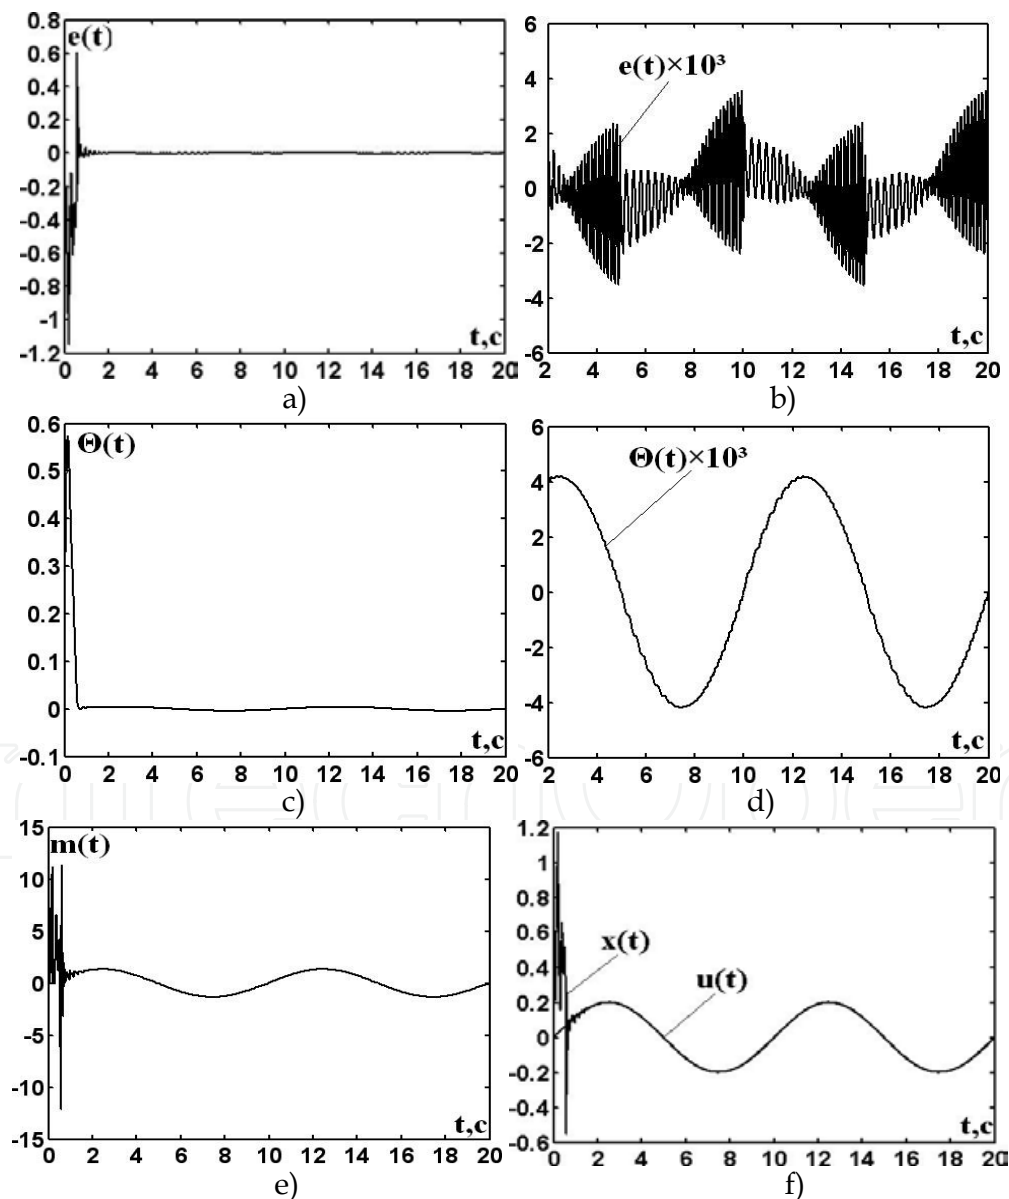 0.8
e(t)
0.6
0.4
0.2
0
-0.2
-0.4
-0.6
-0.8
-1
-1.2
t,c
0 2 4 6 8 10 12 14 16 18 20
a)
6
e(t)×10³
4
2
0
-2
-4
-6
t,c
2 4 6 8 10 12 14 16 18 20
b)
0.6
Θ(t)
0.5
0.4
0.3
0.2
0.1
0
-0.1
t,c
0 2 4 6 8 10 12 14 16 18 20
c)
6
Θ(t)×10³
4
2
0
-2
-4
-6
t,c
2 4 6 8 10 12 14 16 18 20
d)
15
m(t)
10
5
0
-5
-10
-15
t,c
0 2 4 6 8 10 12 14 16 18 20
e)
1.2
1
0.8
0.6
x(t)
0.4
u(t)
0.2
0
-0.2
-0.4
-0.6
t,c
0 2 4 6 8 10 12 14 16 18 20
f)